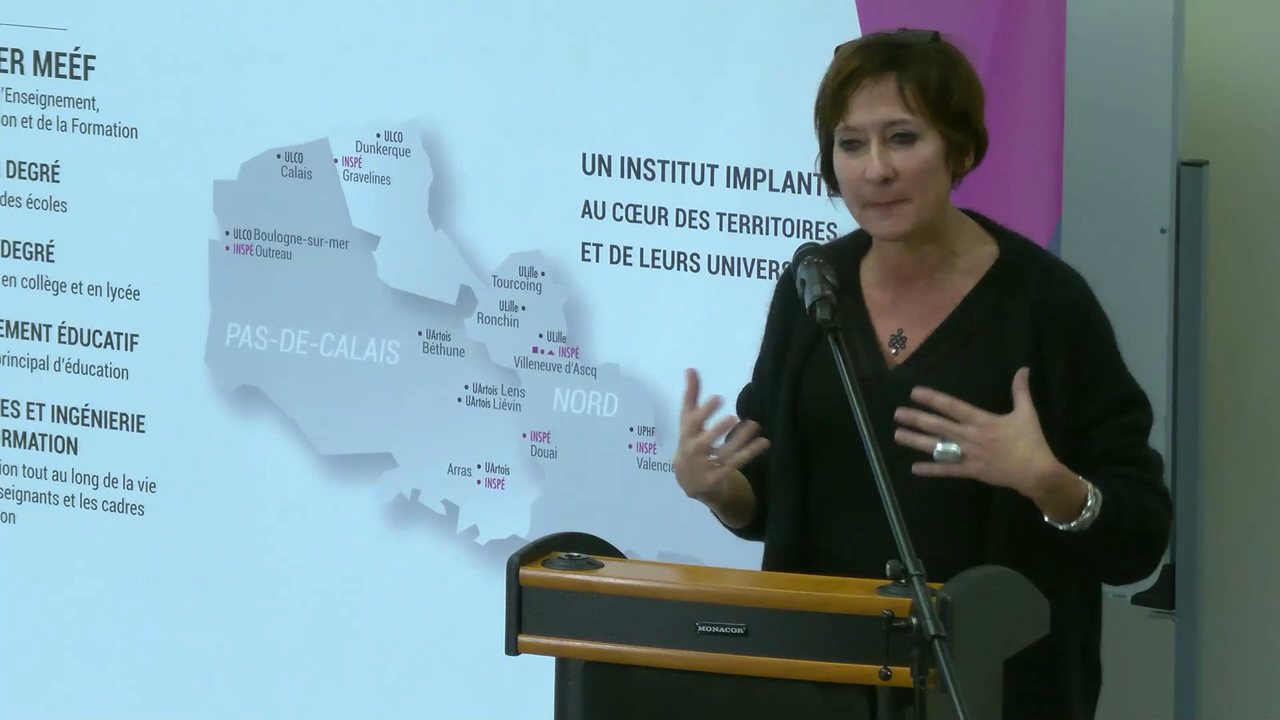 ER MEÉF
'Enseignement,
on et de la Formation
DEGRÉ
des écoles
DEGRÉ
en collège et en lycée
EMENT ÉDUCATIF
rincipal d'éducation
ES ET INGÉNIERIE
ORMATION
ion tout au long de la vie
seignants et les cadres
on
• ULCO
Dunkerque
• ULCO
Calais
• INSPÉ
Gravelines
• ULCO Boulogne-sur-mer
• INSPÉ Outreau
ULille •
Tourcoing
ULille •
Ronchin
• ULille
INSPÉ
Villeneuve d'Ascq
PAS-DE-CALAIS
• UArtois
Béthune
• UArtois Lens
• UArtois Liévin
NORD
• INSPÉ
Douai
• UPHF
• INSPÉ
Valencie
Arras • UArtois
• INSPÉ
UN INSTITUT IMPLANT
AU CŒUR DES TERRITOIRES
ET DE LEURS UNIVERS
MONACOR